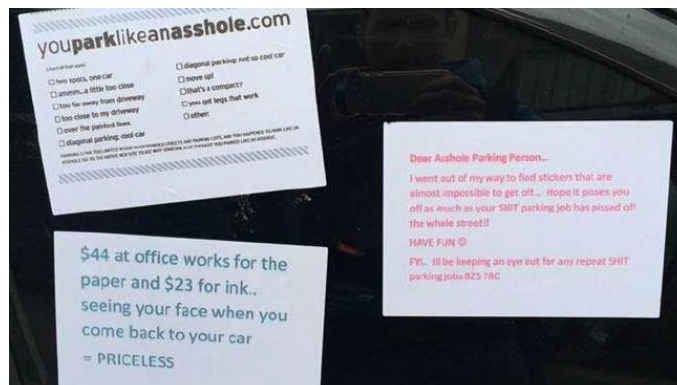 youparklikeanasshole.com
(check all that apply)
☐ two spots, one car
☐ ummm...a little too close
☐ too far away from driveway
☐ too close to my driveway
☐ over the painted lines
☐ diagonal parking: cool car
☐ diagonal parking: not so cool car
☐ move up!
☐ that's a compact?
☐ you got legs that work
☐ other:
$44 at office works for the
paper and $23 for ink..
seeing your face when you
come back to your car
= PRICELESS
Dear Asshole Parking Person..
I went out of my way to find stickers that are
almost impossible to get off... Hope it pisses you
off as much as your SHIT parking job has pissed off
the whole street!!
HAVE FUN ☺
FYI.. Ill be keeping an eye out for any repeat SHIT
parking jobs BZS 78C